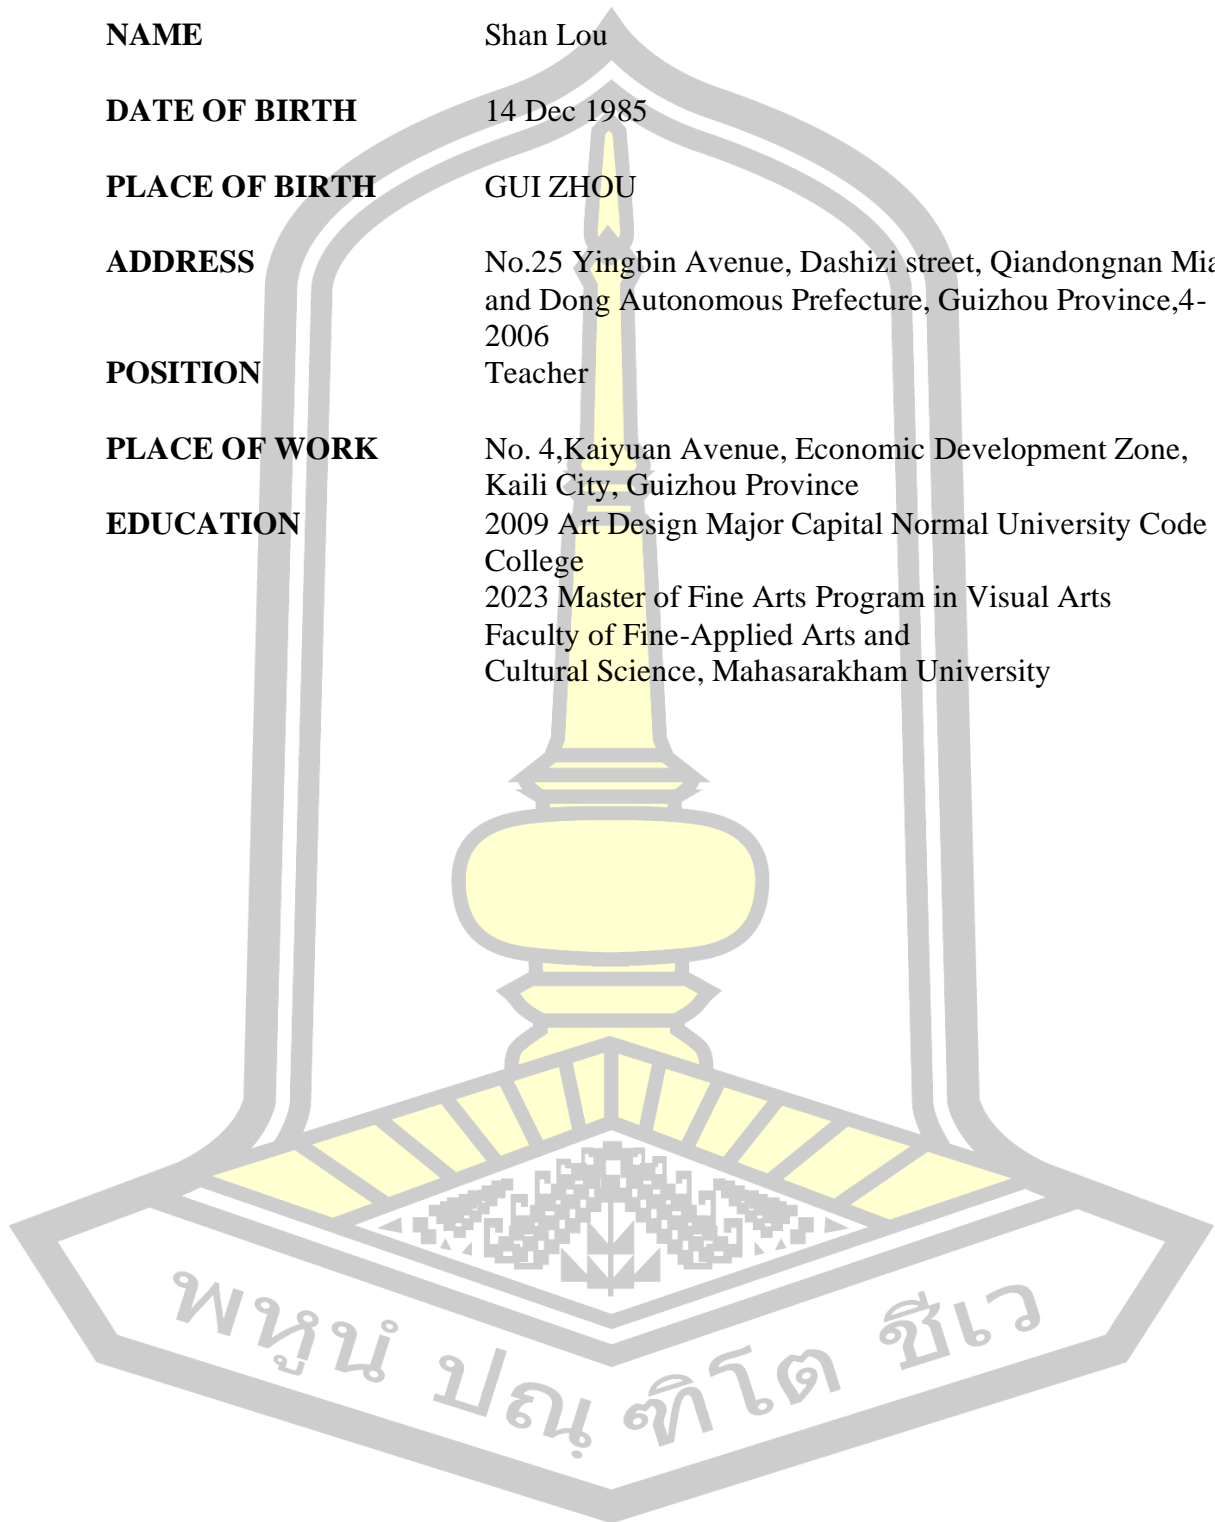 NAME Shan Lou
DATE OF BIRTH 14 Dec 1985
PLACE OF BIRTH GUI ZHOU
ADDRESS No.25 Yingbin Avenue, Dashizi street, Qiandongnan
and Dong Autonomous Prefecture, Guizhou Province,4-
2006
POSITION Teacher
PLACE OF WORK No. 4,Kaiyuan Avenue, Economic Development Zone,
Kaili City, Guizhou Province
EDUCATION 2009 Art Design Major Capital Normal University Code
College
2023 Master of Fine Arts Program in Visual Arts
Faculty of Fine-Applied Arts and
Cultural Science, Mahasarakham University
พหูนํ ปณฺฑิโต ชีเว